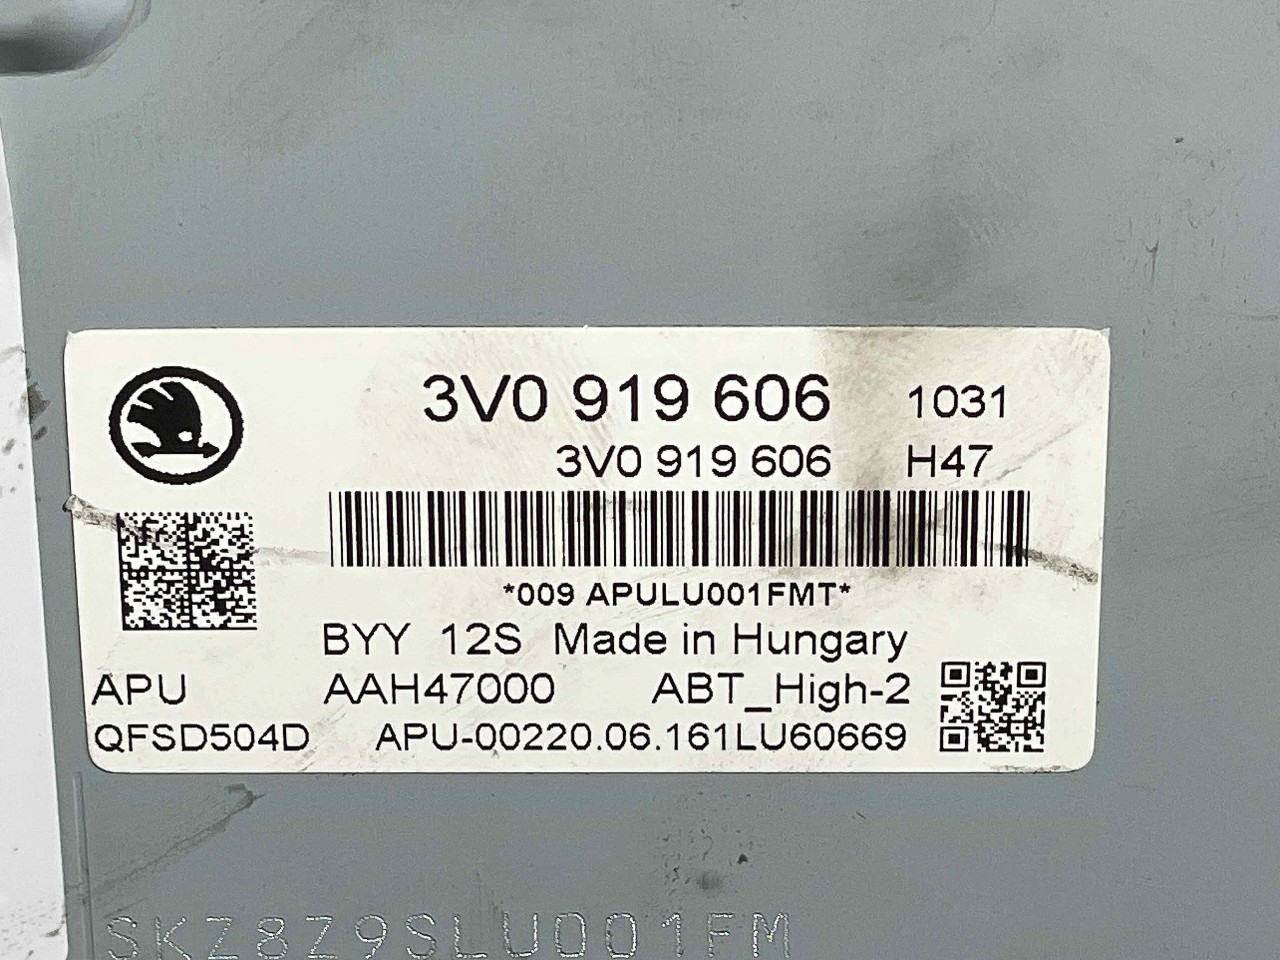 3V0 919 606 1031
3V0 919 606 H47
*009 APULU001FMT*
BYY 12S Made in Hungary
APU AAH47000 ABT_High-2
QFSD504D APU-00220.06.161LU60669
SKZ8Z9SLU001FM